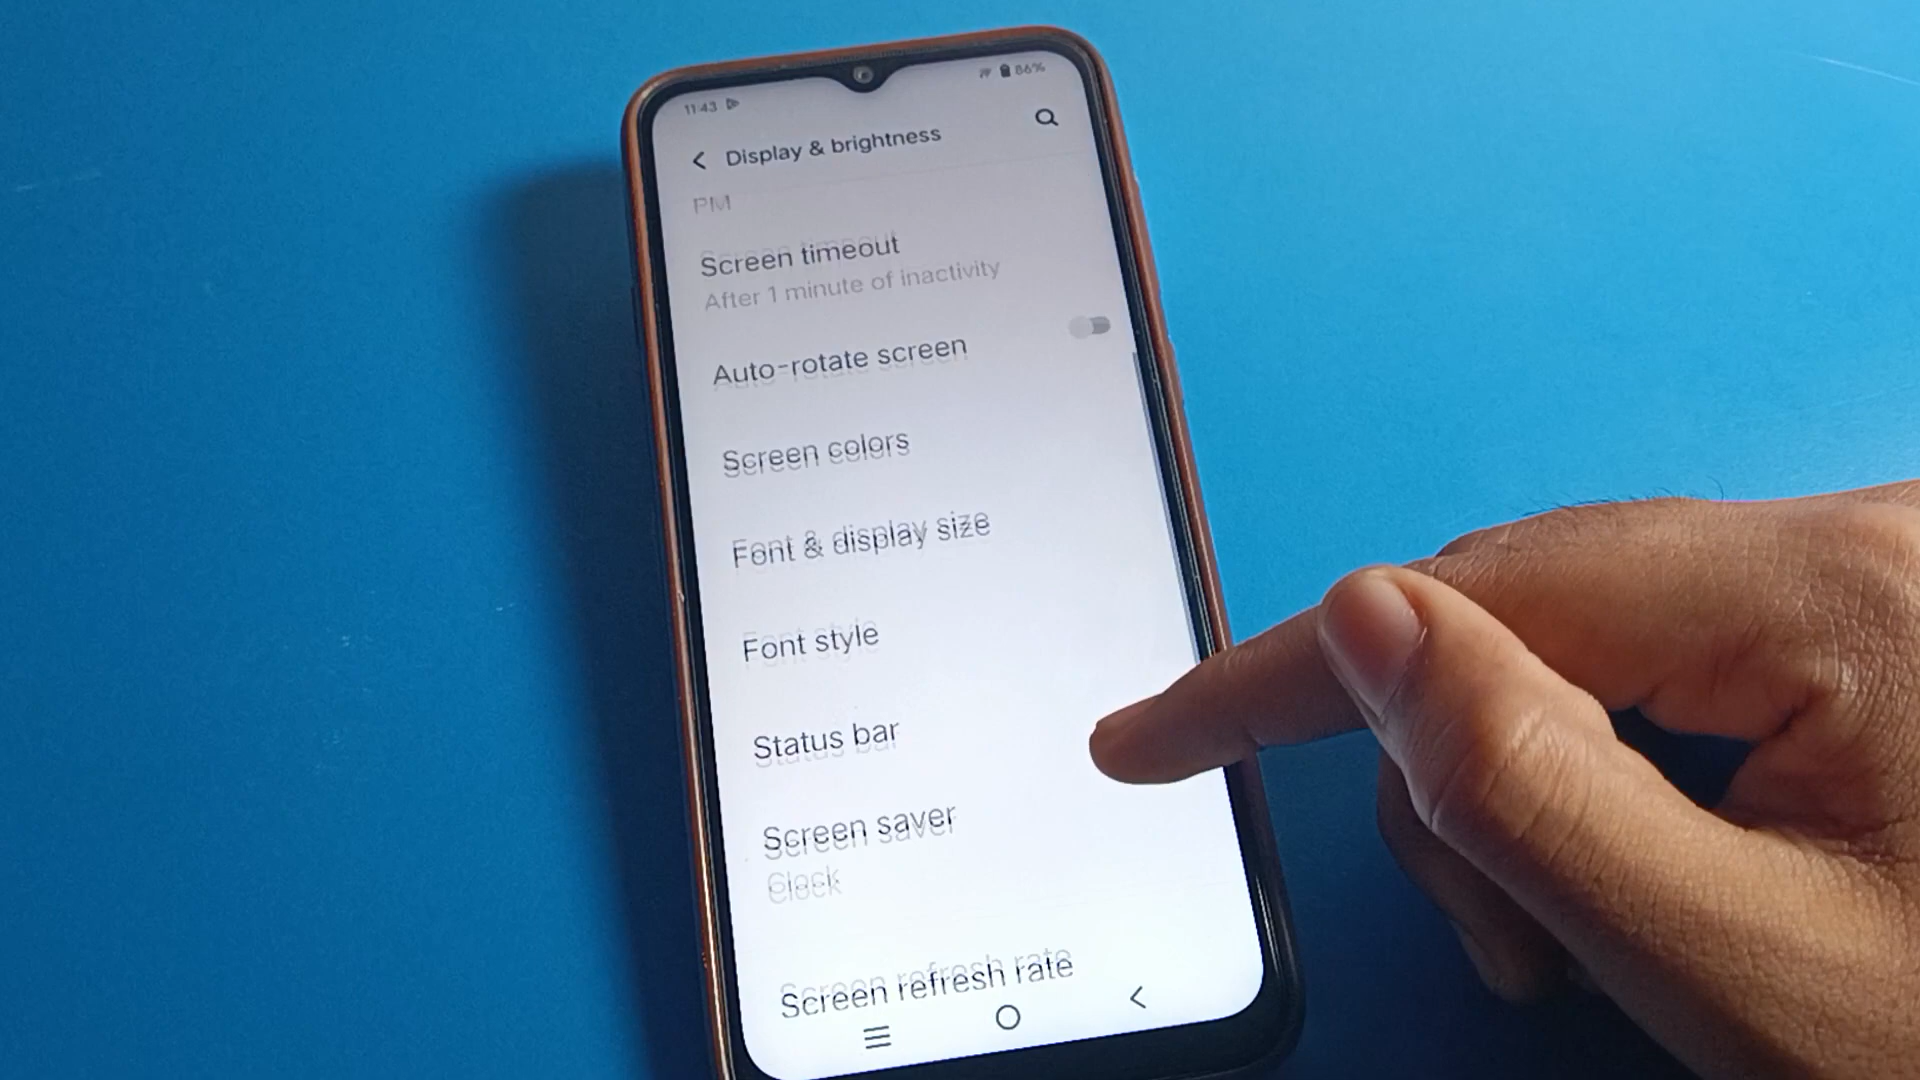 11:43
86%
Display & brightness
PM
Screen timeout
After 1 minute of inactivity
Auto-rotate screen
Screen colors
Font & display size
Font style
Status bar
Screen saver
Clock
Screen refresh rate